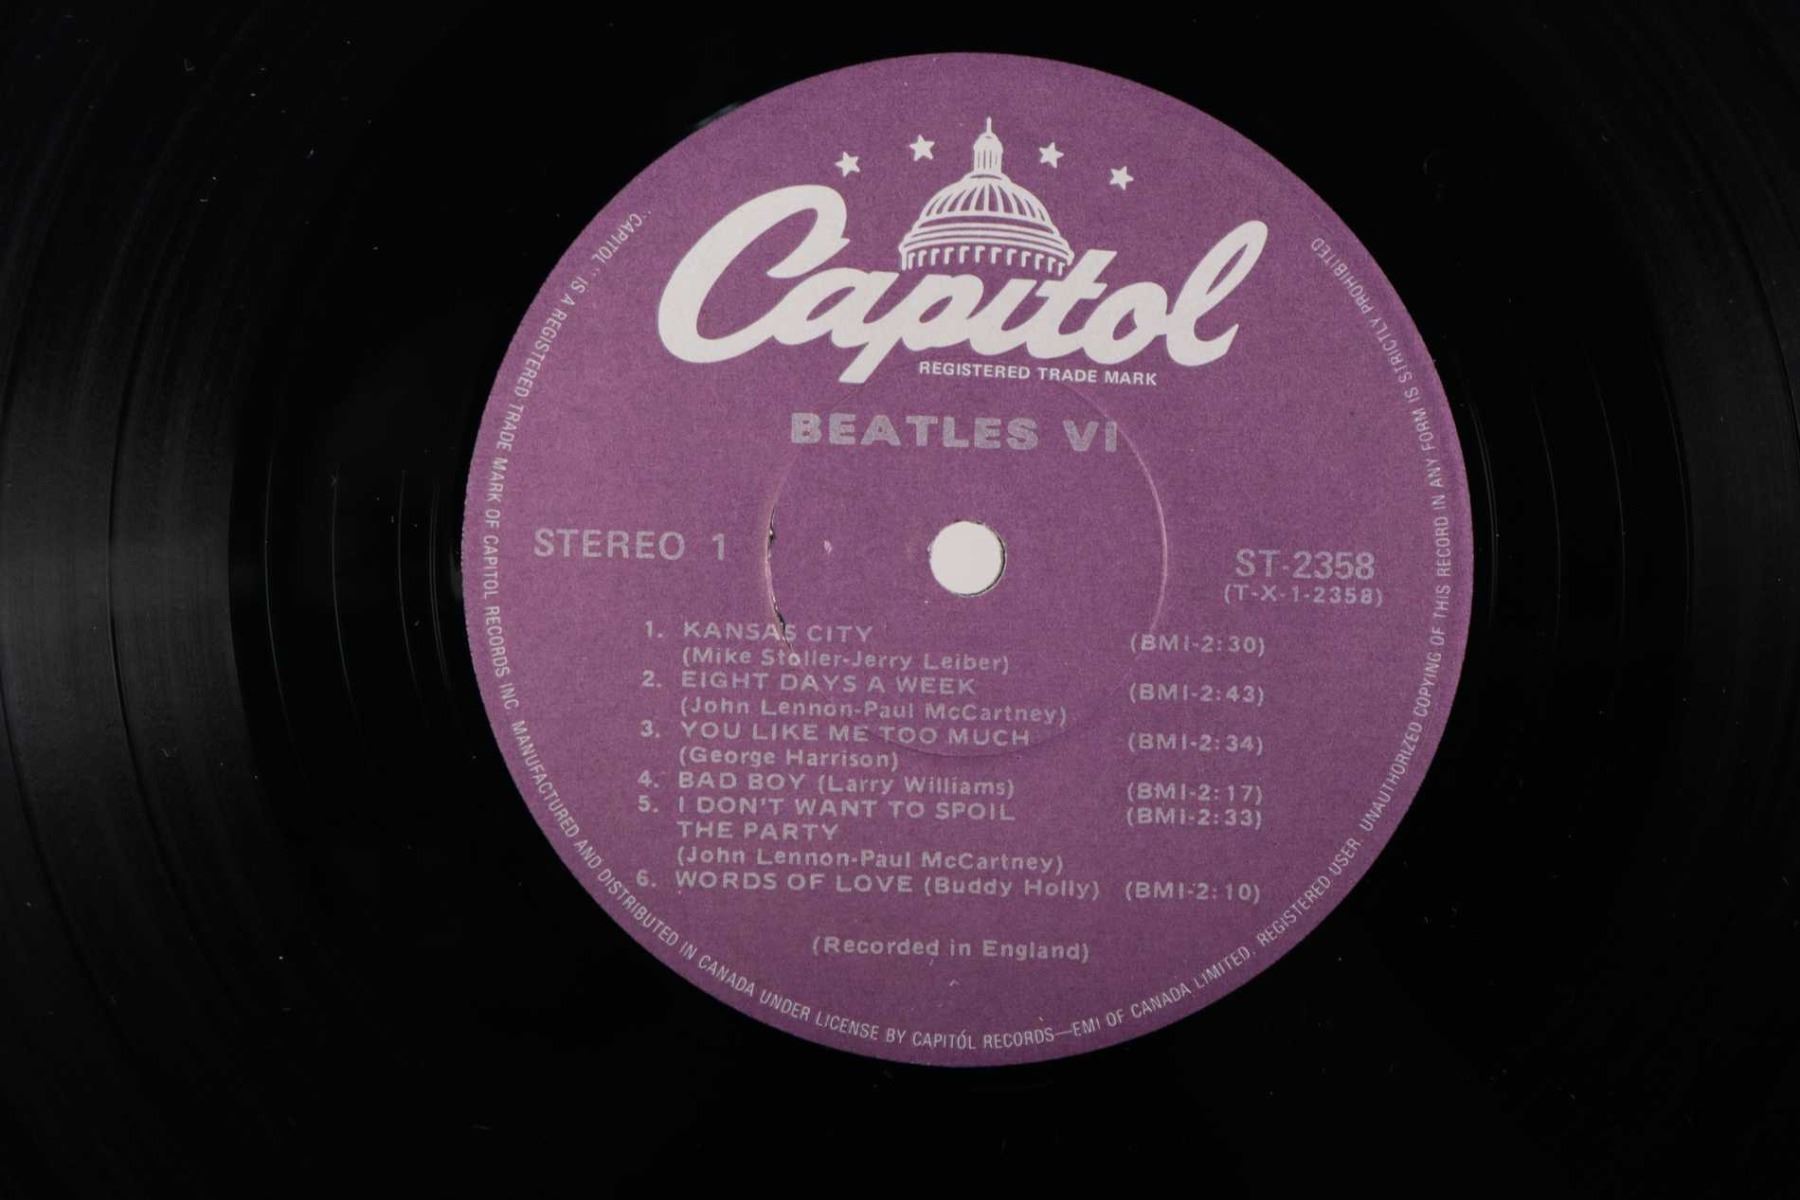 Capitol
REGISTERED TRADE MARK
BEATLES VI
STEREO 1
ST-2358
(T-X-1-2358)
1. KANSAS CITY (BMI-2:30)
(Mike Stoller-Jerry Leiber)
2. EIGHT DAYS A WEEK (BMI-2:43)
(John Lennon-Paul McCartney)
3. YOU LIKE ME TOO MUCH (BMI-2:34)
(George Harrison)
4. BAD BOY (Larry Williams) (BMI-2:17)
5. I DON'T WANT TO SPOIL (BMI-2:33)
THE PARTY
(John Lennon-Paul McCartney)
6. WORDS OF LOVE (Buddy Holly) (BMI-2:10)
(Recorded in England)
"CAPITOL" IS A REGISTERED TRADE MARK OF CAPITOL RECORDS INC. MANUFACTURED AND DISTRIBUTED IN CANADA UNDER LICENSE BY CAPITOL RECORDS—EMI OF CANADA LIMITED. REGISTERED USER. UNAUTHORIZED COPYING OF THIS RECORD IN ANY FORM IS STRICTLY PROHIBITED